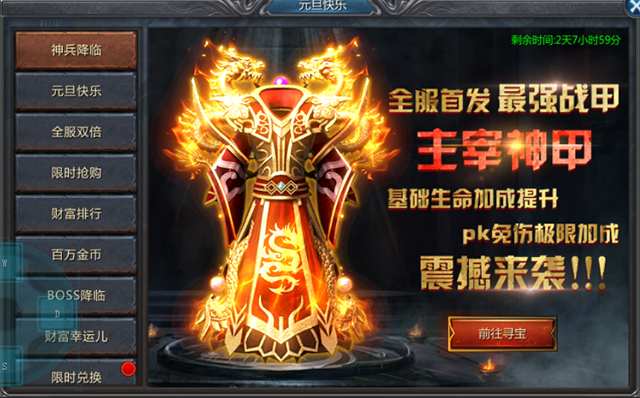 元旦快乐
神兵降临
元旦快乐
全服双倍
限时抢购
财富排行
百万金币
BOSS降临
财富幸运儿
限时兑换
W
D
S
剩余时间:2天7小时59分
全服首发 最强战甲
主宰神甲
基础生命加成提升
pk免伤极限加成
震撼来袭!!!
前往寻宝